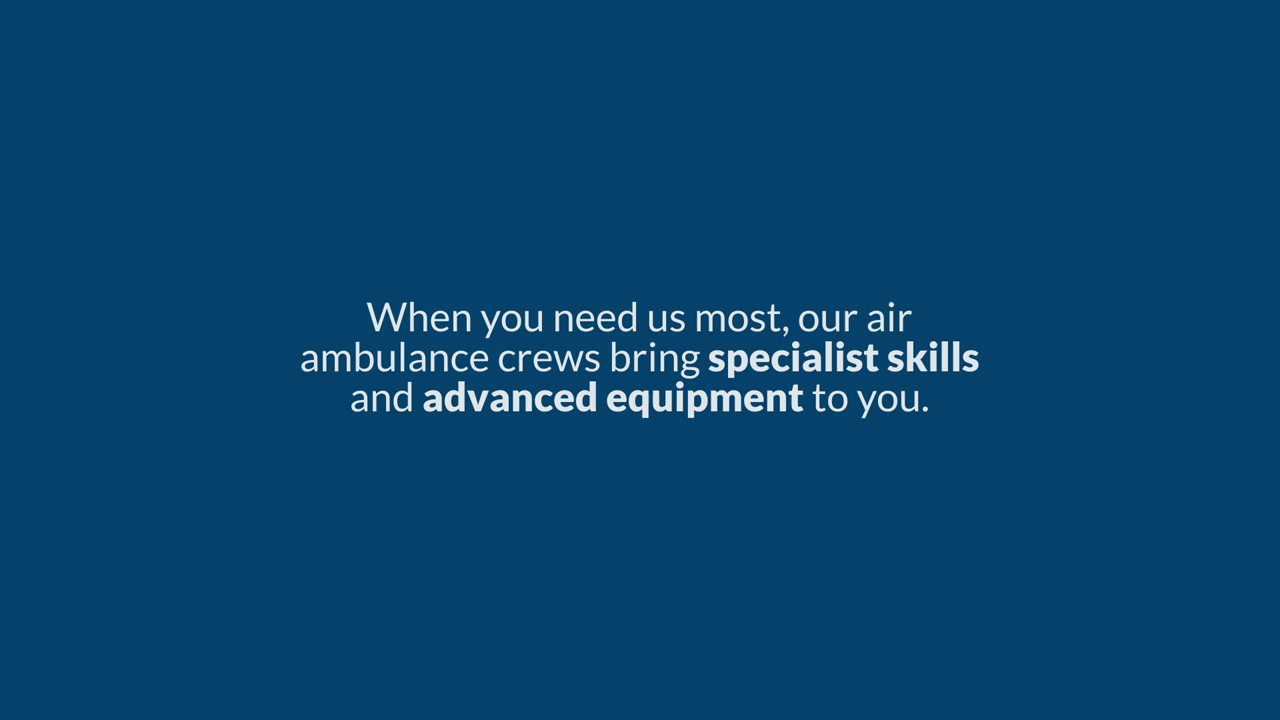 When you need us most, our air
ambulance crews bring specialist skills
and advanced equipment to you.